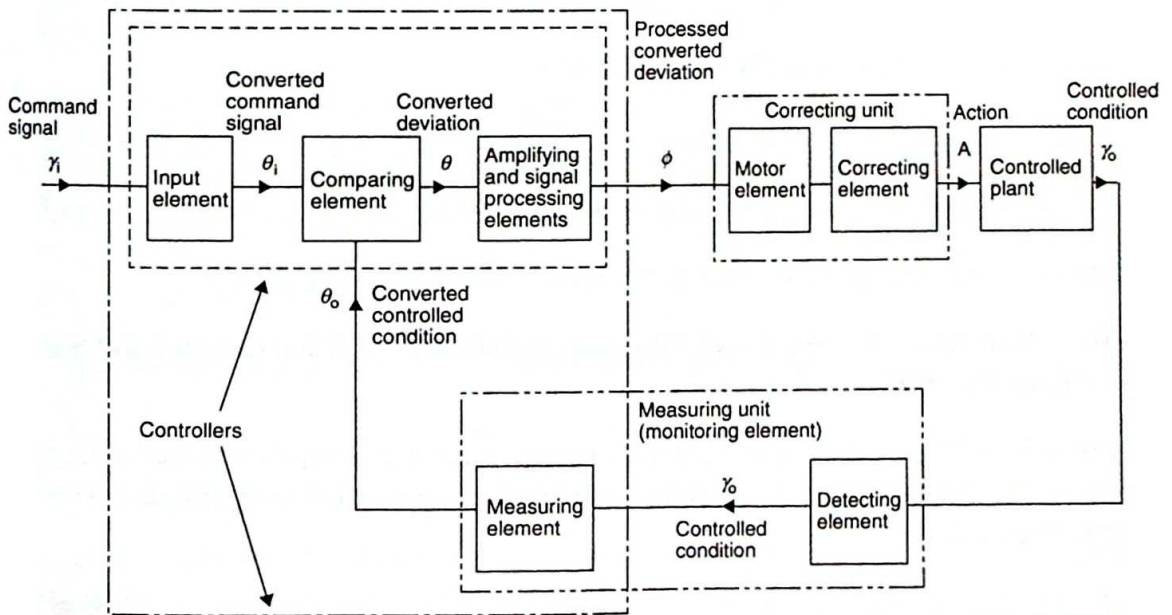 Processed
converted
deviation
Command
signal
γi
Input
element
Converted
command
signal
θi
Comparing
element
Converted
deviation
θ
Amplifying
and signal
processing
elements
ϕ
Correcting unit
Motor
element
Correcting
element
Action
A
Controlled
plant
Controlled
condition
γo
θo
Converted
controlled
condition
Controllers
Measuring unit
(monitoring element)
Measuring
element
γo
Controlled
condition
Detecting
element